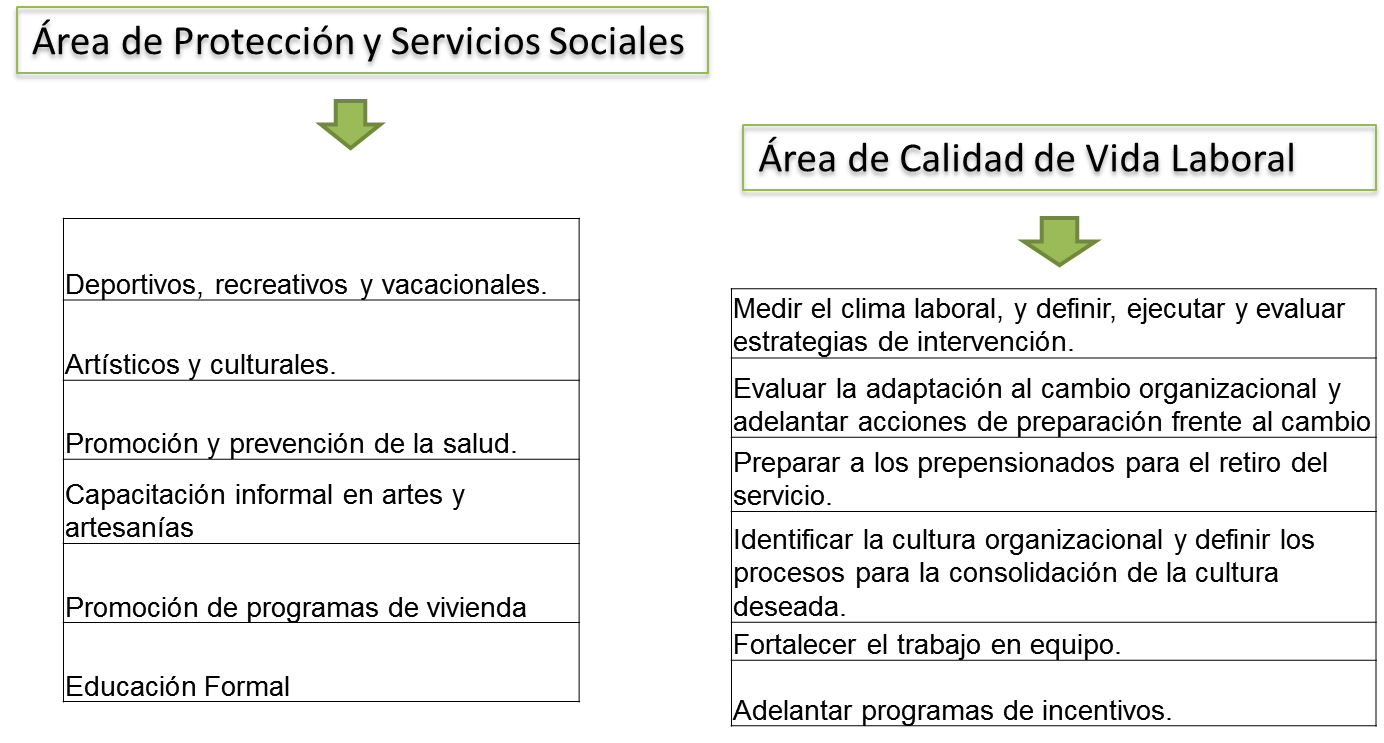 Área de Protección y Servicios Sociales
Deportivos, recreativos y vacacionales.
Artísticos y culturales.
Promoción y prevención de la salud.
Capacitación informal en artes y
artesanías
Promoción de programas de vivienda
Educación Formal
Área de Calidad de Vida Laboral
Medir el clima laboral, y definir, ejecutar y evaluar
estrategias de intervención.
Evaluar la adaptación al cambio organizacional y
adelantar acciones de preparación frente al cambio
Preparar a los prepensionados para el retiro del
servicio.
Identificar la cultura organizacional y definir los
procesos para la consolidación de la cultura
deseada.
Fortalecer el trabajo en equipo.
Adelantar programas de incentivos.